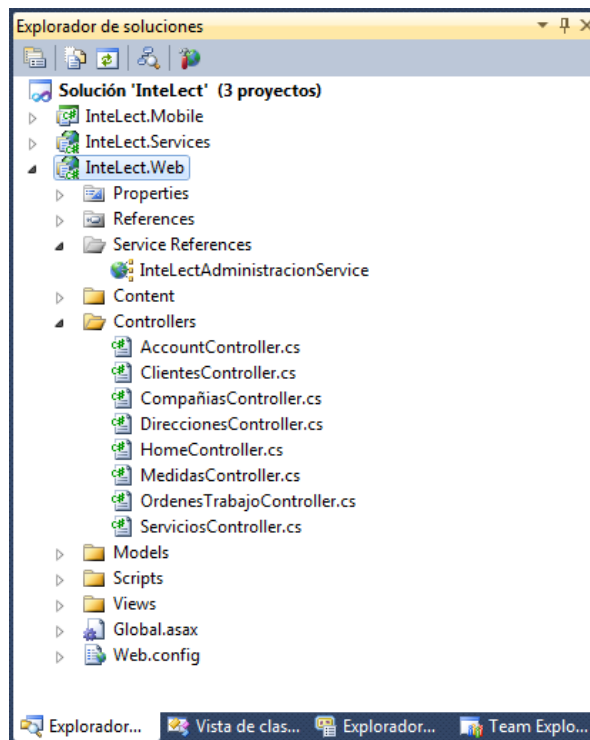 Explorador de soluciones
Solución 'InteLect' (3 proyectos)
InteLect.Mobile
InteLect.Services
InteLect.Web
Properties
References
Service References
InteLectAdministracionService
Content
Controllers
AccountController.cs
ClientesController.cs
CompañiasController.cs
DireccionesController.cs
HomeController.cs
MedidasController.cs
OrdenesTrabajoController.cs
ServiciosController.cs
Models
Scripts
Views
Global.asax
Web.config
Explorador... Vista de clas... Explorador... Team Explo...